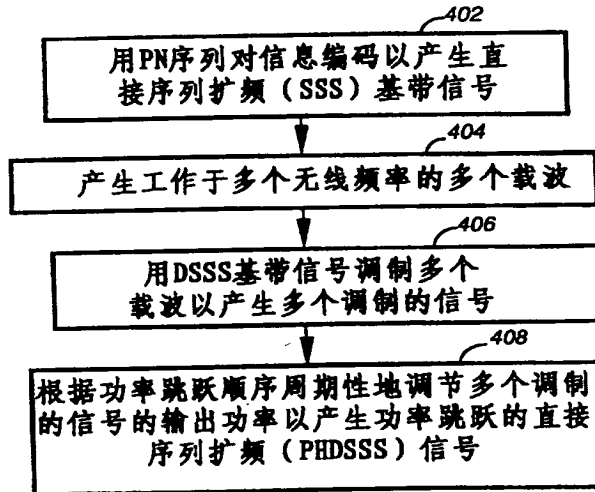 402
用PN序列对信息编码以产生直
接序列扩频（SSS）基带信号
404
产生工作于多个无线频率的多个载波
406
用DSSS基带信号调制多个
载波以产生多个调制的信号
408
根据功率跳跃顺序周期性地调节多个调制
的信号的输出功率以产生功率跳跃的直接
序列扩频（PHDSSS）信号